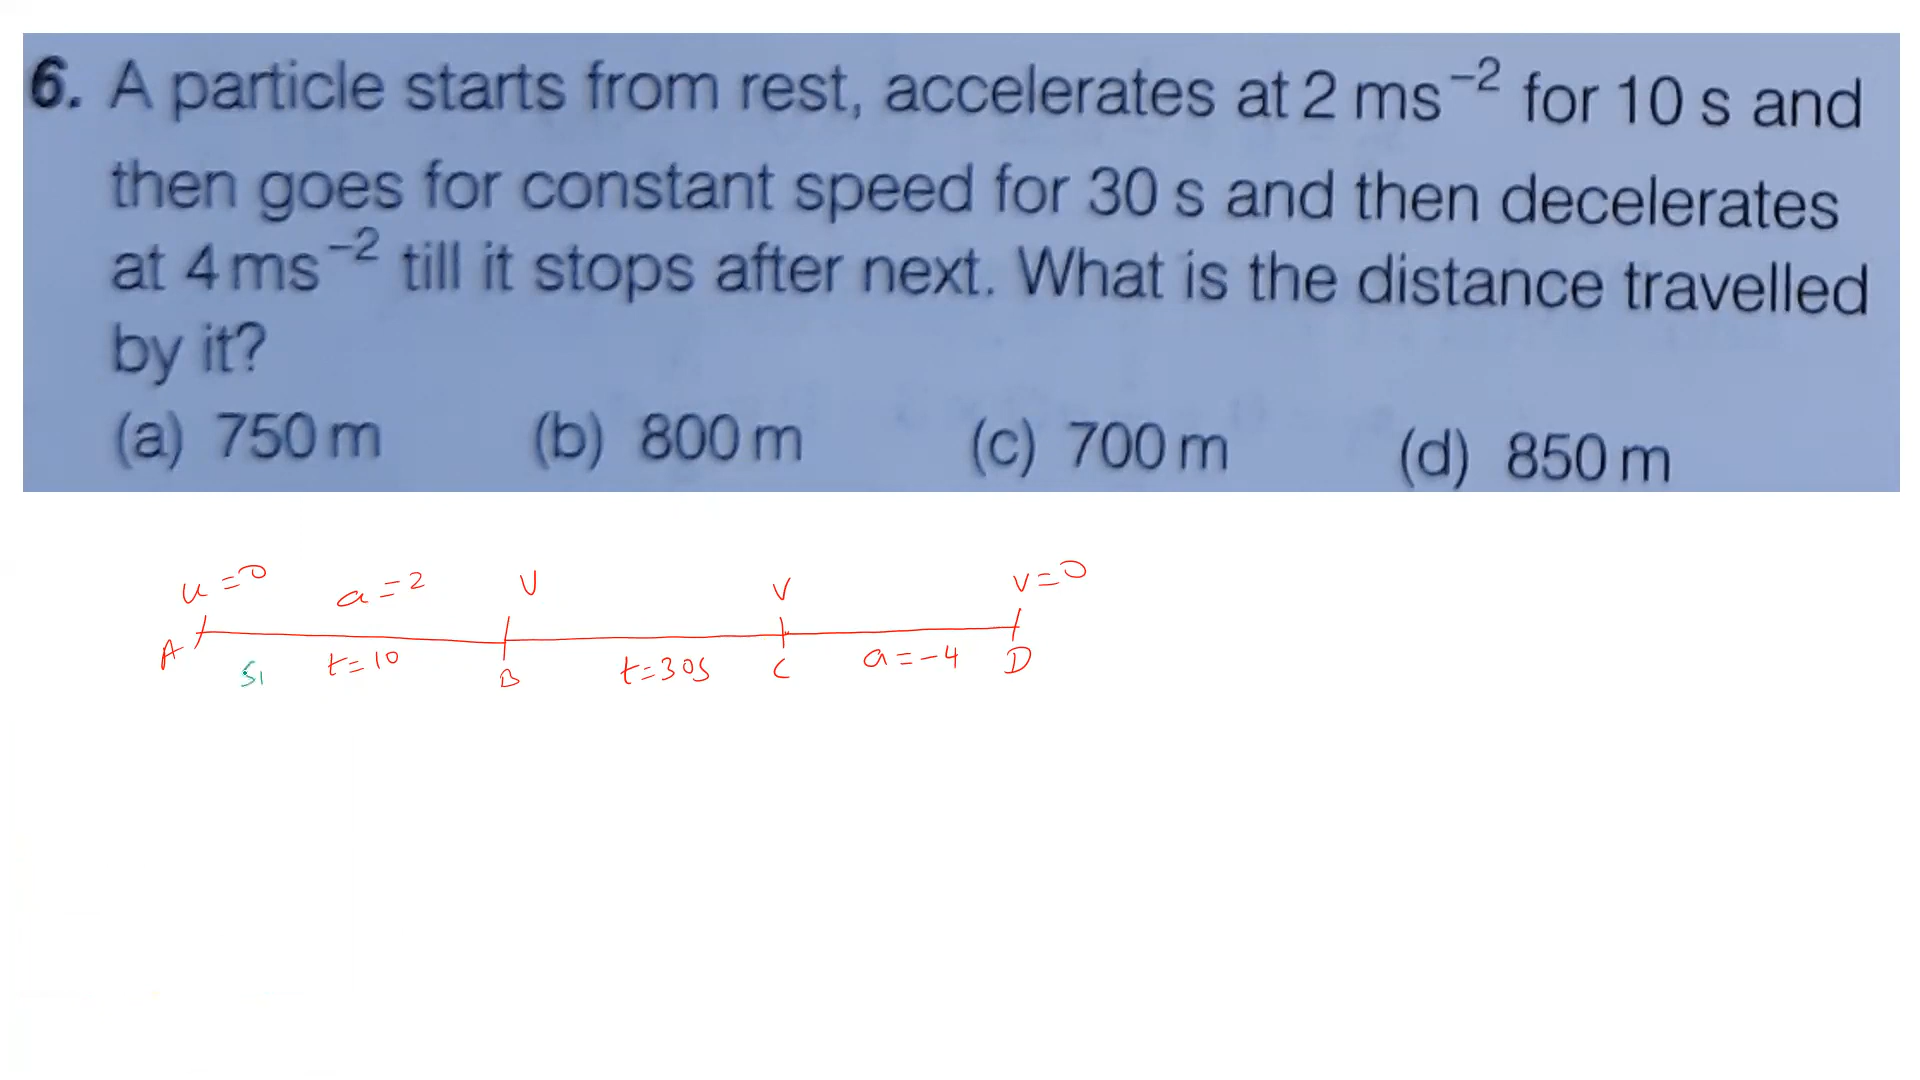 6. A particle starts from rest, accelerates at 2 ms⁻² for 10 s and
then goes for constant speed for 30 s and then decelerates
at 4 ms⁻² till it stops after next. What is the distance travelled
by it?
(a) 750 m (b) 800 m (c) 700 m (d) 850 m
u=0 a=2 v v v=0
A S1 t=10 B t=30s C a=-4 D